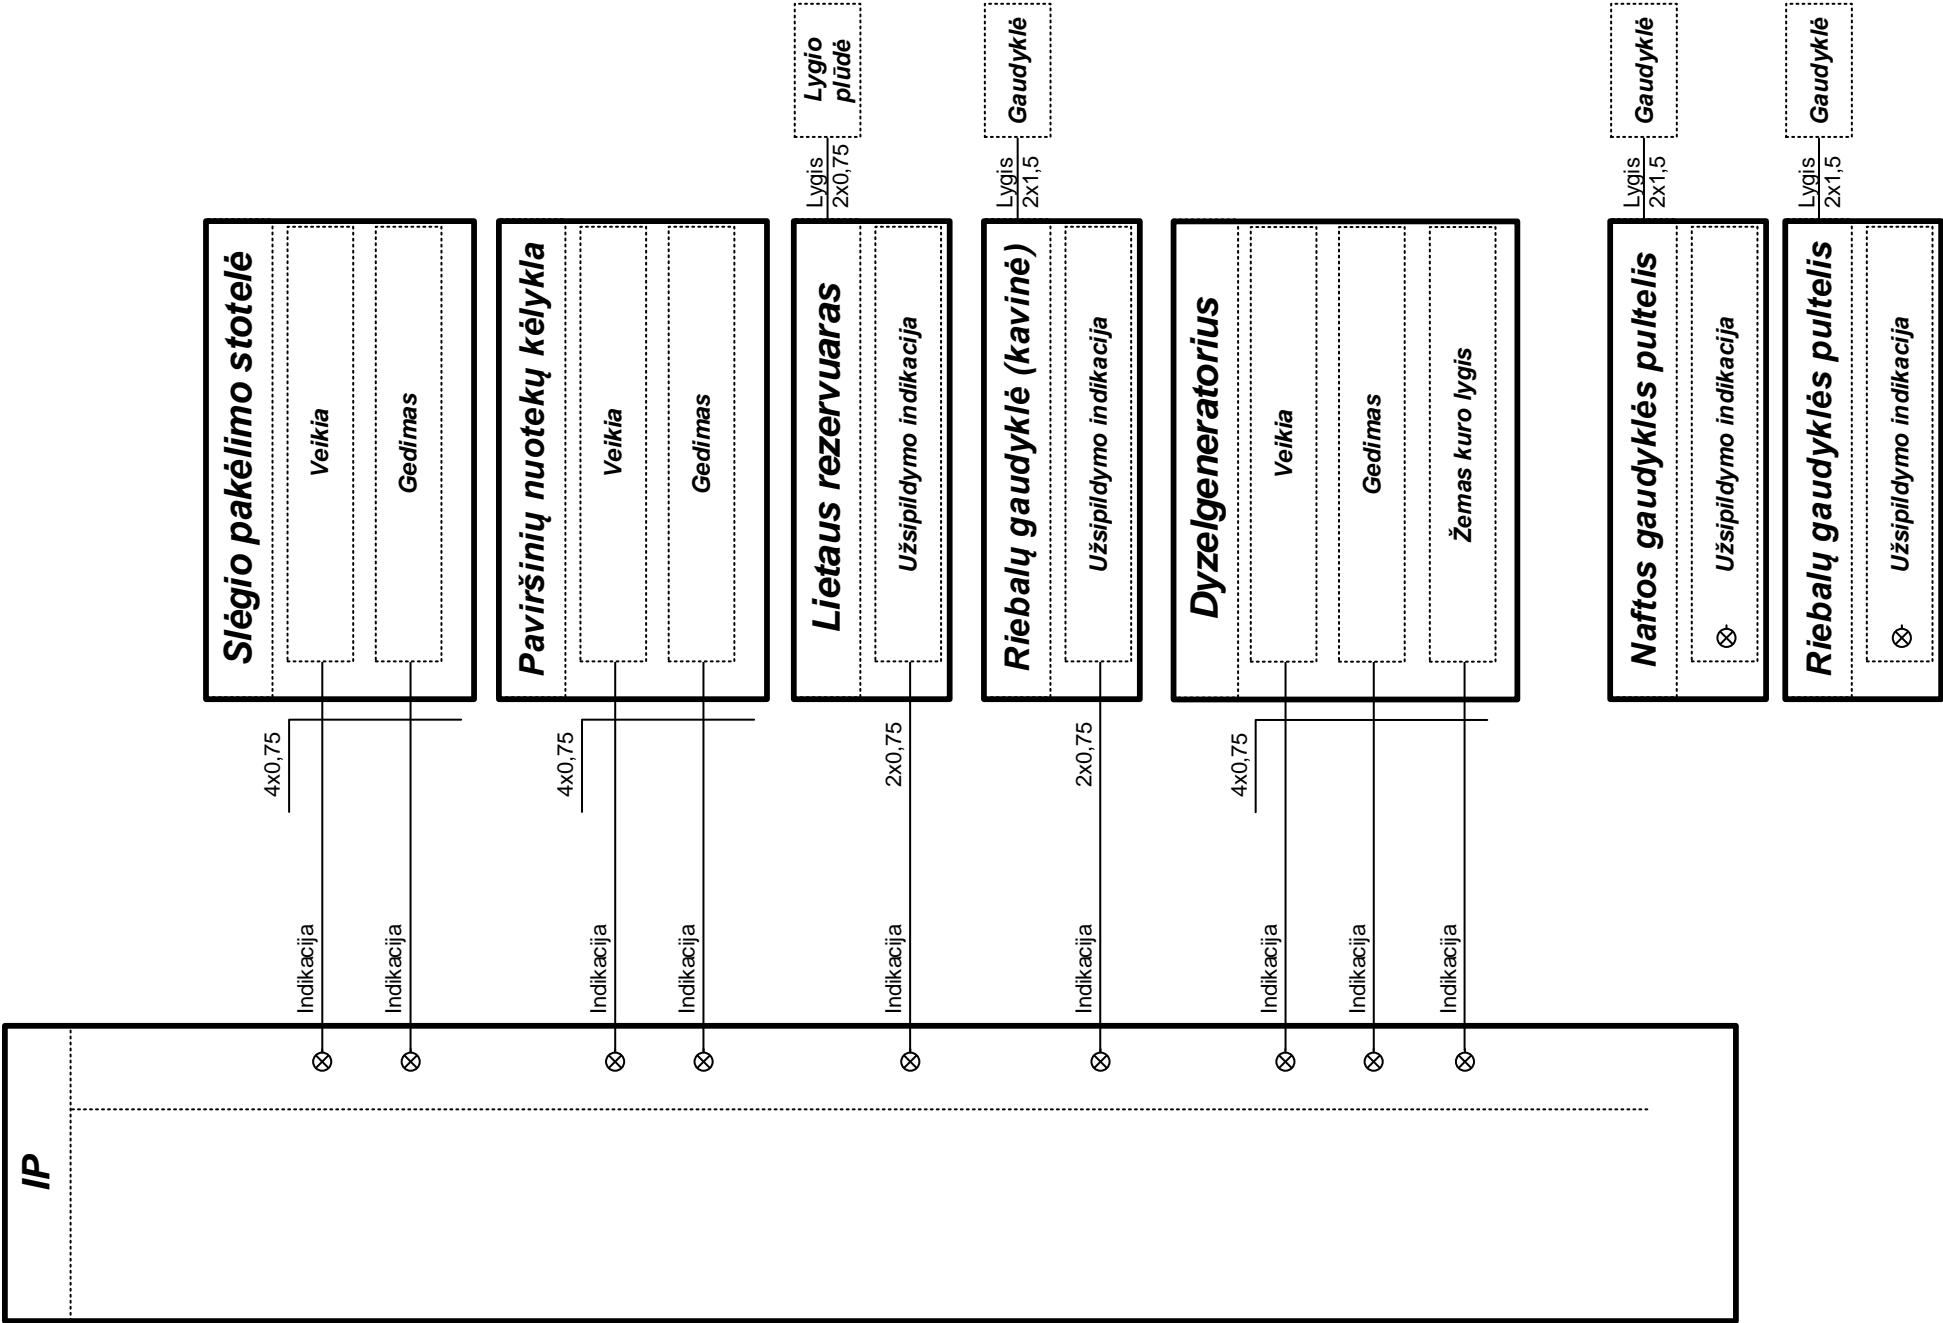 IP
Indikacija
Indikacija
Indikacija
Indikacija
Indikacija
Indikacija
Indikacija
Indikacija
Indikacija
4x0,75
4x0,75
2x0,75
2x0,75
4x0,75
Slėgio pakėlimo stotelė
Veikia
Gedimas
Paviršinių nuotekų kėlykla
Veikia
Gedimas
Lietaus rezervuaras
Užsipildymo indikacija
Lygis
2x0,75
Lygio
plūdė
Riebalų gaudyklė (kavinė)
Užsipildymo indikacija
Lygis
2x1,5
Gaudyklė
Dyzelgeneratorius
Veikia
Gedimas
Žemas kuro lygis
Naftos gaudyklės pultelis
Užsipildymo indikacija
Lygis
2x1,5
Gaudyklė
Riebalų gaudyklės pultelis
Užsipildymo indikacija
Lygis
2x1,5
Gaudyklė